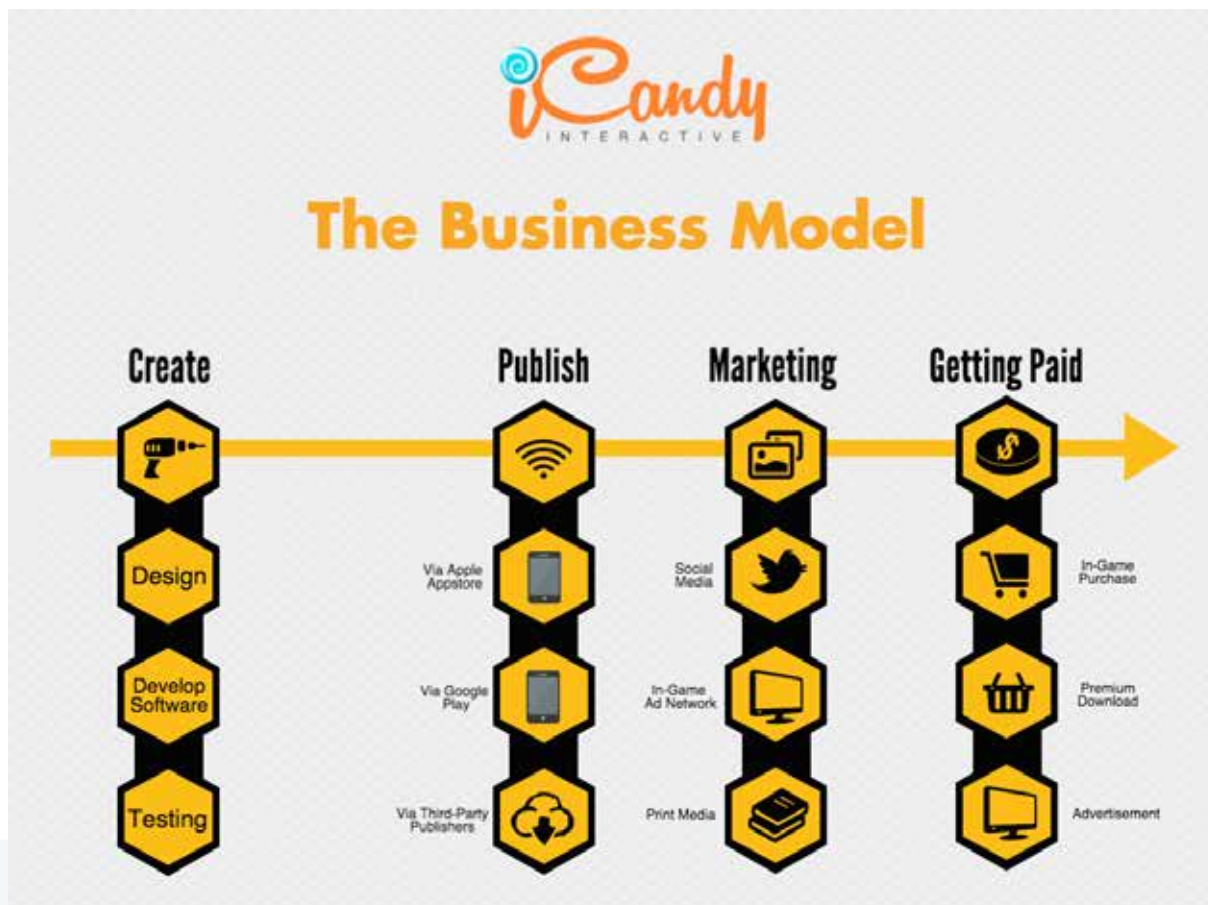 iCandy
INTERACTIVE
The Business Model
Create
Design
Develop
Software
Testing
Publish
Via Apple
Appstore
Via Google
Play
Via Third-Party
Publishers
Marketing
Social
Media
In-Game
Ad Network
Print Media
Getting Paid
$
In-Game
Purchase
Premium
Download
Advertisement